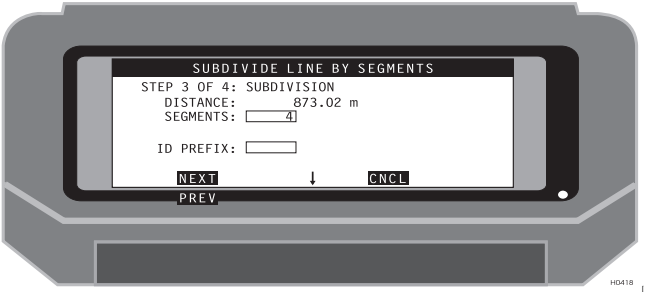 SUBDIVIDE LINE BY SEGMENTS
STEP 3 OF 4: SUBDIVISION
DISTANCE: 873.02 m
SEGMENTS: 4
ID PREFIX:
NEXT ↓ CNCL
PREV
HD418